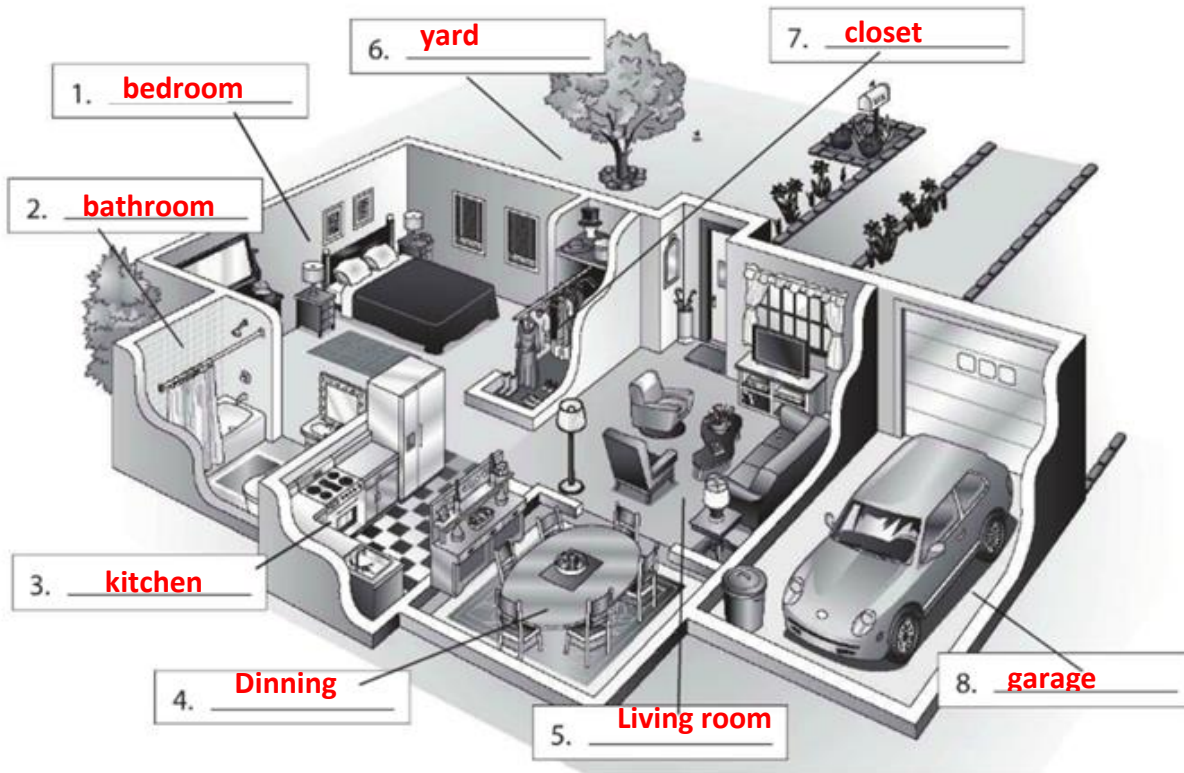 1. bedroom
2. bathroom
3. kitchen
4. Dinning
5. Living room
6. yard
7. closet
8. garage